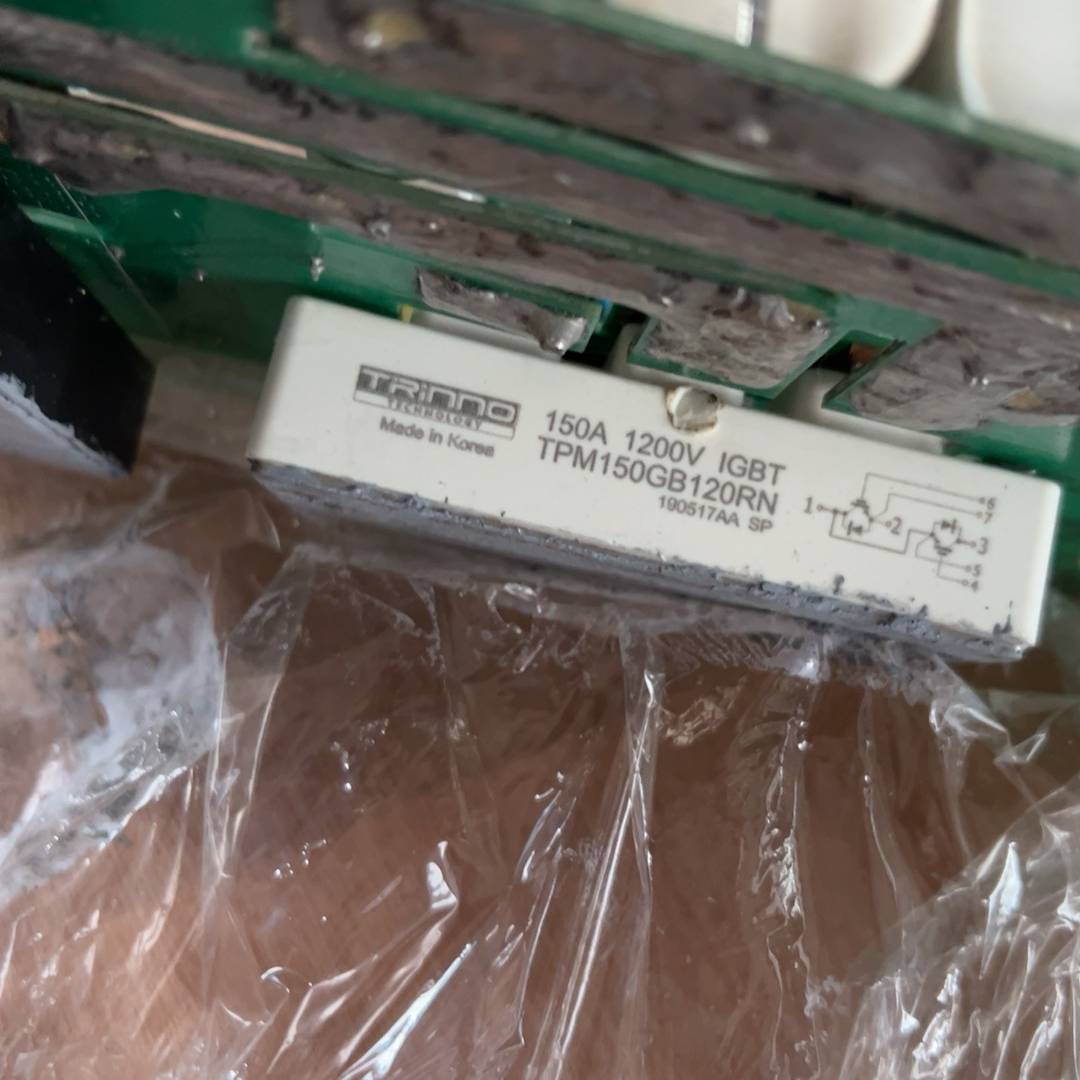 TRinno
TECHNOLOGY
Made in Korea
150A 1200V IGBT
TPM150GB120RN
190517AA SP
1
2
6
7
3
5
4